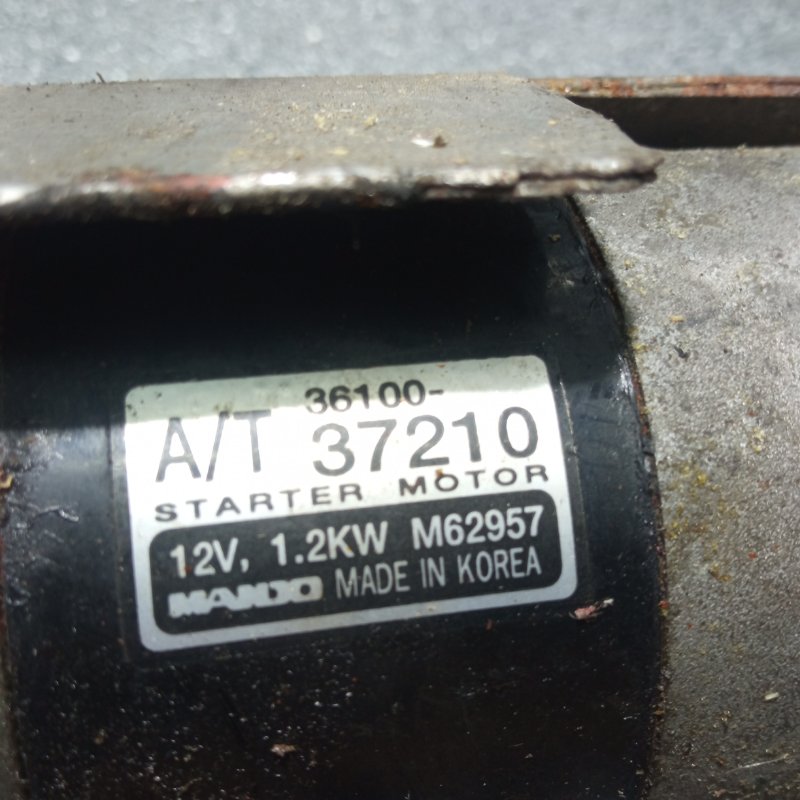 36100-
A/T 37210
STARTER MOTOR
12V, 1.2KW M62957
MANDO MADE IN KOREA